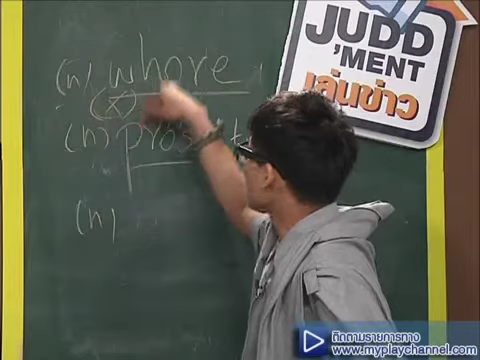 JUDD
'MENT
เล่นข่าว
(n) whore
(x)
(n)
(n)
ติดตามรายการทาง
www.myplaychannel.com